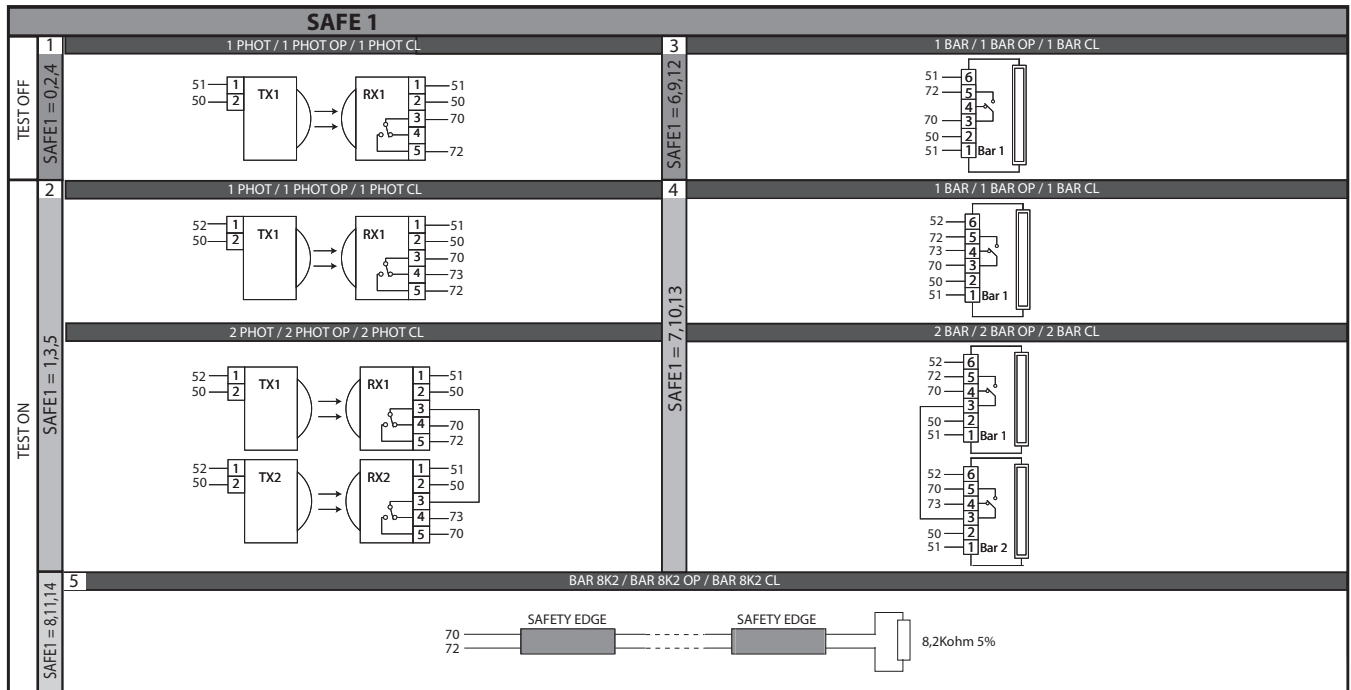 SAFE 1
TEST OFF
SAFE1 = 0,2,4
1
1 PHOT / 1 PHOT OP / 1 PHOT CL
51 1
50 2
TX1
RX1
1 51
2 50
3 70
4
5 72
SAFE1 = 6,9,12
3
1 BAR / 1 BAR OP / 1 BAR CL
51 6
72 5
4
70 3
50 2
51 1 Bar 1
TEST ON
SAFE1 = 1,3,5
2
1 PHOT / 1 PHOT OP / 1 PHOT CL
52 1
50 2
TX1
RX1
1 51
2 50
3 70
4 73
5 72
2 PHOT / 2 PHOT OP / 2 PHOT CL
52 1
50 2
TX1
RX1
1 51
2 50
3
4 70
5 72
52 1
50 2
TX2
RX2
1 51
2 50
3
4 73
5 70
SAFE1 = 7,10,13
4
1 BAR / 1 BAR OP / 1 BAR CL
52 6
72 5
73 4
70 3
50 2
51 1 Bar 1
2 BAR / 2 BAR OP / 2 BAR CL
52 6
72 5
70 4
3
50 2
51 1 Bar 1
52 6
70 5
73 4
3
50 2
51 1 Bar 2
SAFE1 = 8,11,14
5
BAR 8K2 / BAR 8K2 OP / BAR 8K2 CL
70
72
SAFETY EDGE
SAFETY EDGE
8,2Kohm 5%